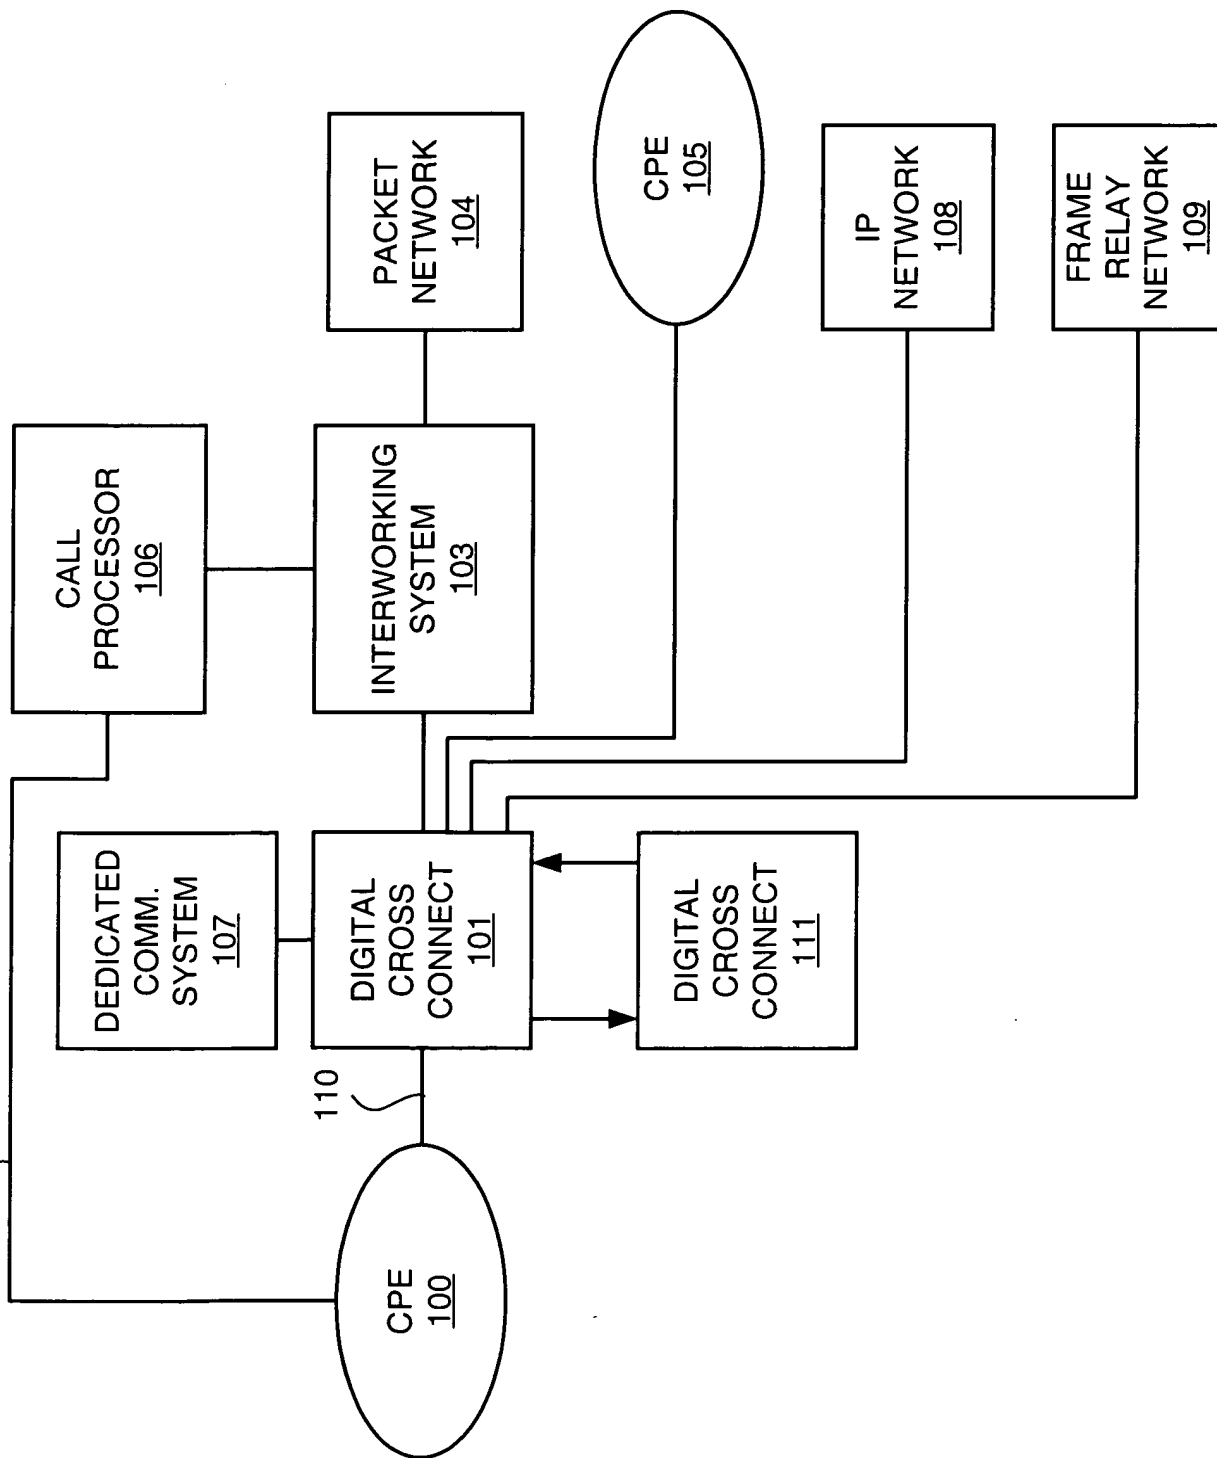 CALL
PROCESSOR
106
DEDICATED
COMM.
SYSTEM
107
PACKET
NETWORK
104
INTERWORKING
SYSTEM
103
DIGITAL
CROSS
CONNECT
101
110
CPE
100
CPE
105
DIGITAL
CROSS
CONNECT
111
IP
NETWORK
108
FRAME
RELAY
NETWORK
109